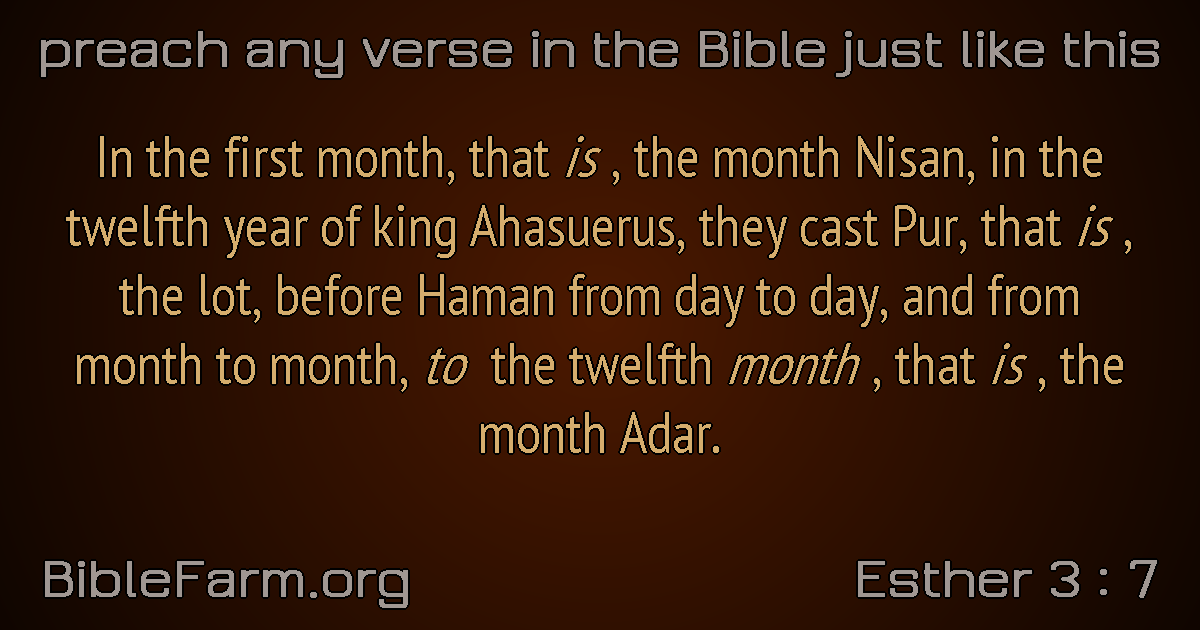 preach any verse in the Bible just like this
In the first month, that is , the month Nisan, in the
twelfth year of king Ahasuerus, they cast Pur, that is ,
the lot, before Haman from day to day, and from
month to month, to the twelfth month , that is , the
month Adar.
BibleFarm.org
Esther 3 : 7